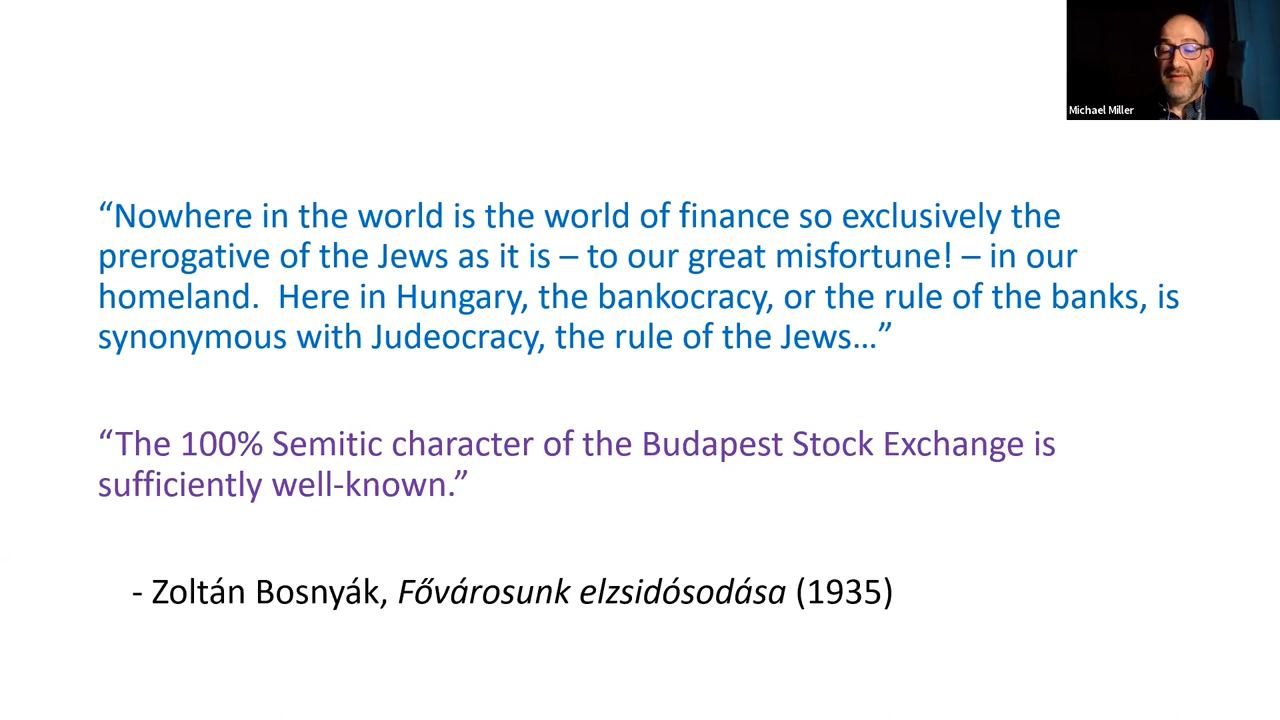 Michael Miller
“Nowhere in the world is the world of finance so exclusively the
prerogative of the Jews as it is – to our great misfortune! – in our
homeland.  Here in Hungary, the bankocracy, or the rule of the banks, is
synonymous with Judeocracy, the rule of the Jews…”
“The 100% Semitic character of the Budapest Stock Exchange is
sufficiently well-known.”
- Zoltán Bosnyák, Fővárosunk elzsidósodása (1935)